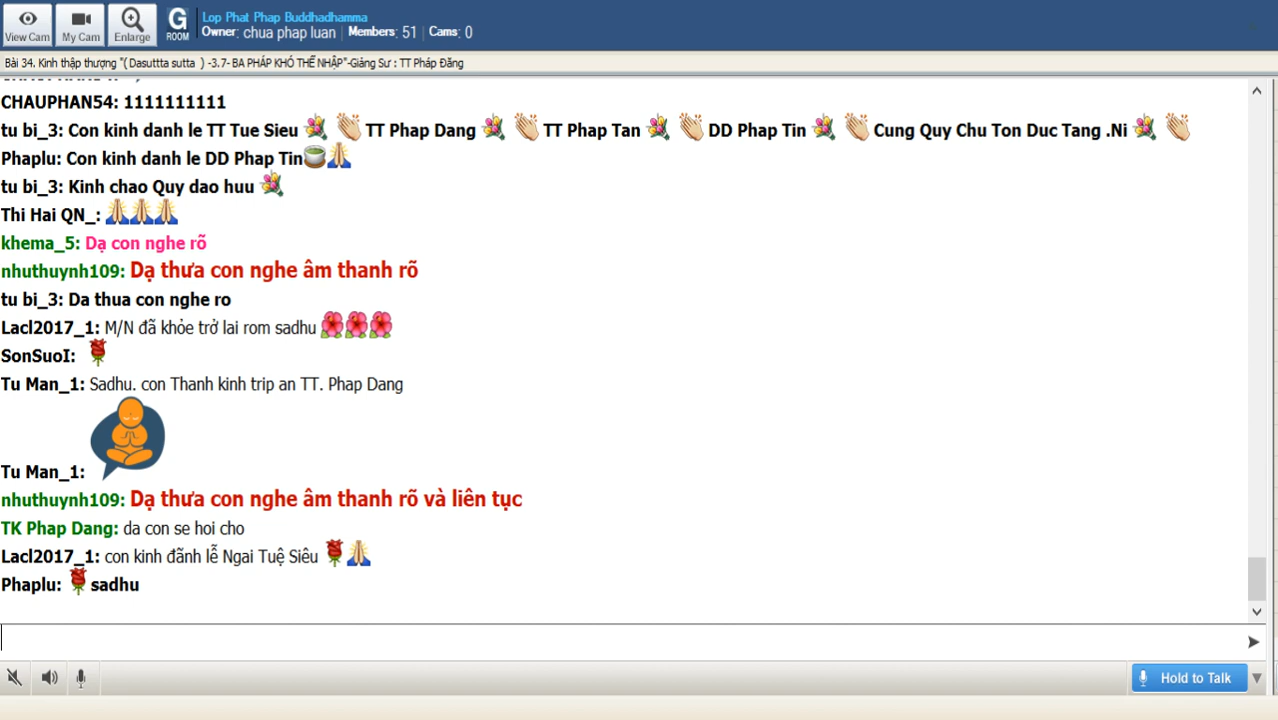 View Cam
My Cam
Enlarge
G
ROOM
Lop Phat Phap Buddhadhamma
Owner: chua phap luan | Members: 51 | Cams: 0
Bài 34. Kinh thập thượng "( Dasuttta sutta ) -3.7- BA PHÁP KHÓ THỂ NHẬP"-Giảng Sư : TT Pháp Đăng
CHAUPHAN54: 1111111111
tu bi_3: Con kinh danh le TT Tue Sieu TT Phap Dang TT Phap Tan DD Phap Tin Cung Quy Chu Ton Duc Tang .Ni
Phaplu: Con kinh danh le DD Phap Tin
tu bi_3: Kinh chao Quy dao huu
Thi Hai QN_:
khema_5: Dạ con nghe rõ
nhuthuynh109: Dạ thưa con nghe âm thanh rõ
tu bi_3: Da thua con nghe ro
Lacl2017_1: M/N đã khỏe trở lai rom sadhu
SonSuoI:
Tu Man_1: Sadhu. con Thanh kinh trip an TT. Phap Dang
Tu Man_1:
nhuthuynh109: Dạ thưa con nghe âm thanh rõ và liên tục
TK Phap Dang: da con se hoi cho
Lacl2017_1: con kinh đãnh lễ Ngai Tuệ Siêu
Phaplu: sadhu
Hold to Talk